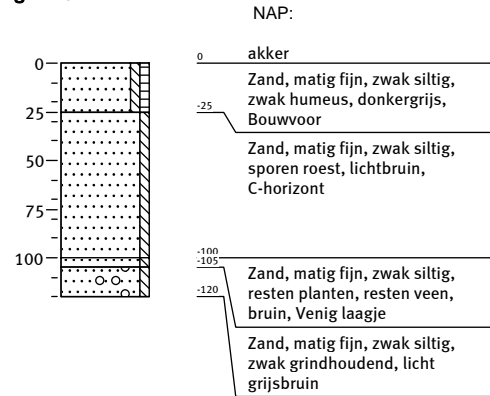 NAP:
0
25
50
75
100
0
akker
Zand, matig fijn, zwak siltig,
zwak humeus, donkergrijs,
Bouwvoor
-25
Zand, matig fijn, zwak siltig,
sporen roest, lichtbruin,
C-horizont
-100
-105
Zand, matig fijn, zwak siltig,
resten planten, resten veen,
bruin, Venig laagje
-120
Zand, matig fijn, zwak siltig,
zwak grindhoudend, licht
grijsbruin